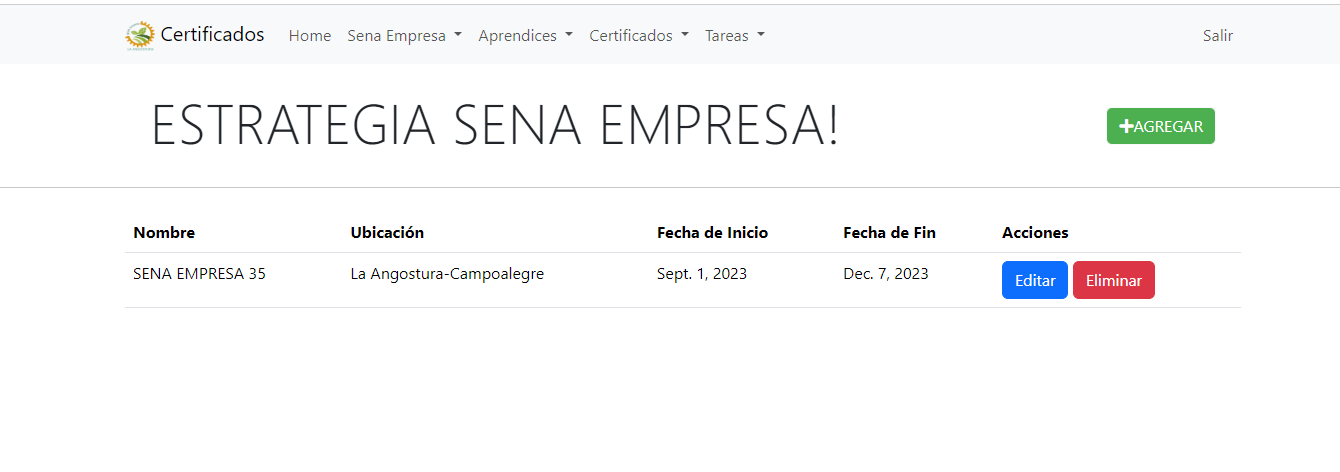 Certificados Home Sena Empresa Aprendices Certificados Tareas Salir
ESTRATEGIA SENA EMPRESA!
AGREGAR
Nombre Ubicación Fecha de Inicio Fecha de Fin Acciones
SENA EMPRESA 35 La Angostura-Campoalegre Sept. 1, 2023 Dec. 7, 2023 Editar Eliminar